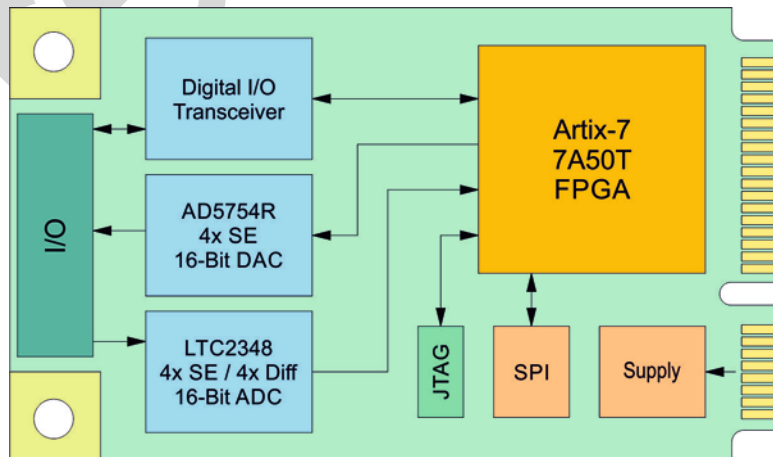 Digital I/O
Transceiver
Artix-7
7A50T
FPGA
I/O
AD5754R
4x SE
16-Bit DAC
LTC2348
4x SE / 4x Diff
16-Bit ADC
JTAG
SPI
Supply